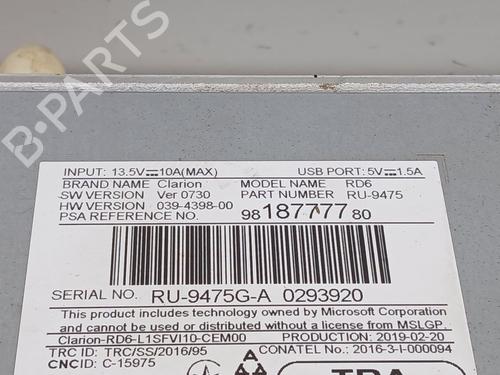 B-PARTS
INPUT: 13.5V⎓10A(MAX) USB PORT: 5V⎓1.5A
BRAND NAME Clarion MODEL NAME RD6
SW VERSION Ver 0730 PART NUMBER RU-9475
HW VERSION 039-4398-00
PSA REFERENCE NO. 98187777780
SERIAL NO. RU-9475G-A 0293920
This product includes technology owned by Microsoft Corporation
and cannot be used or distributed without a license from MSLGP.
Clarion-RD6-L1SFVI10-CEM00 PRODUCTION: 2019-02-20
TRC ID: TRC/SS/2016/95 CONATEL No.: 2016-3-I-000094
CNCID: C-15975
TRA